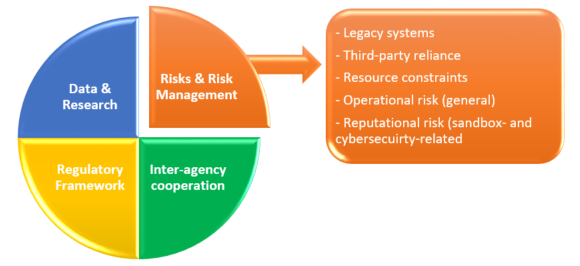 Data &
Research
Risks & Risk
Management
Regulatory
Framework
Inter-agency
cooperation
- Legacy systems
- Third-party reliance
- Resource constraints
- Operational risk (general)
- Reputational risk (sandbox- and
cybersecuirty-related